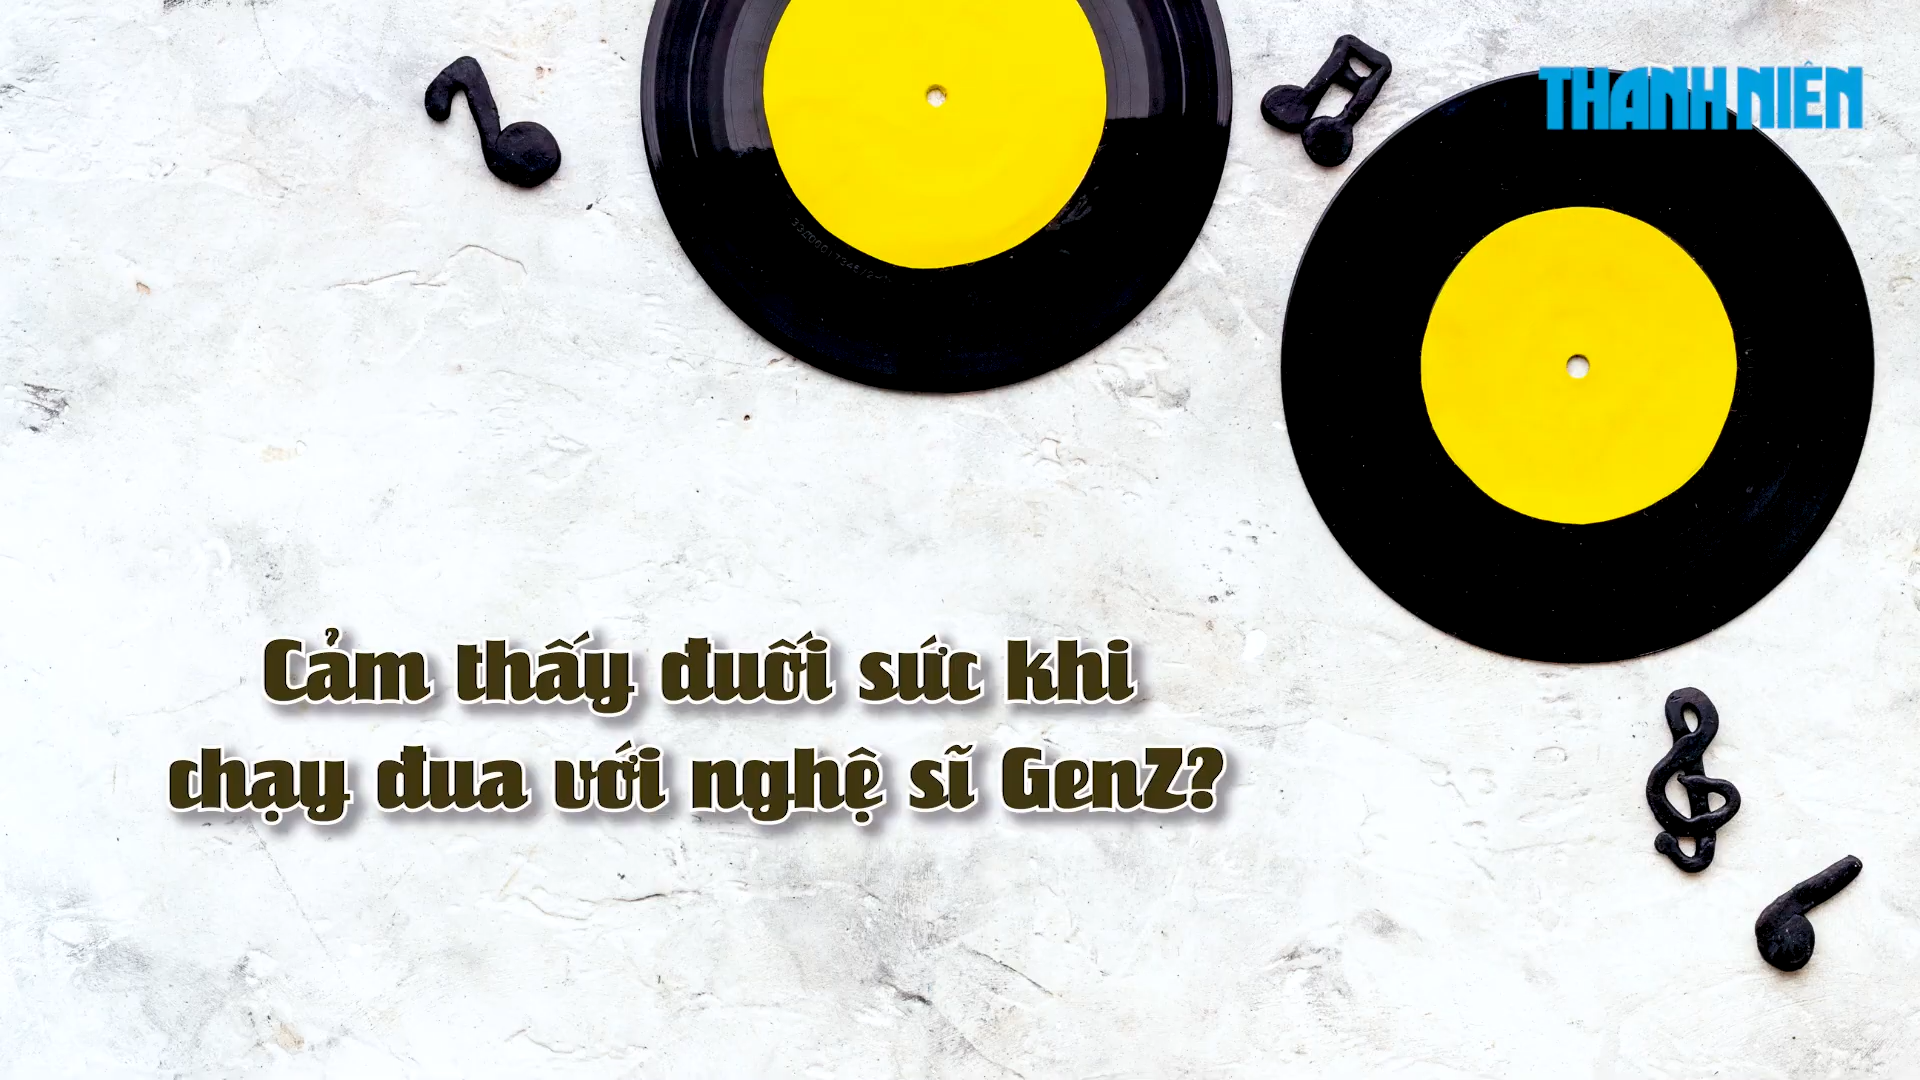 THANH NIÊN
Cảm thấy đuối sức khi
chạy đua với nghệ sĩ GenZ?